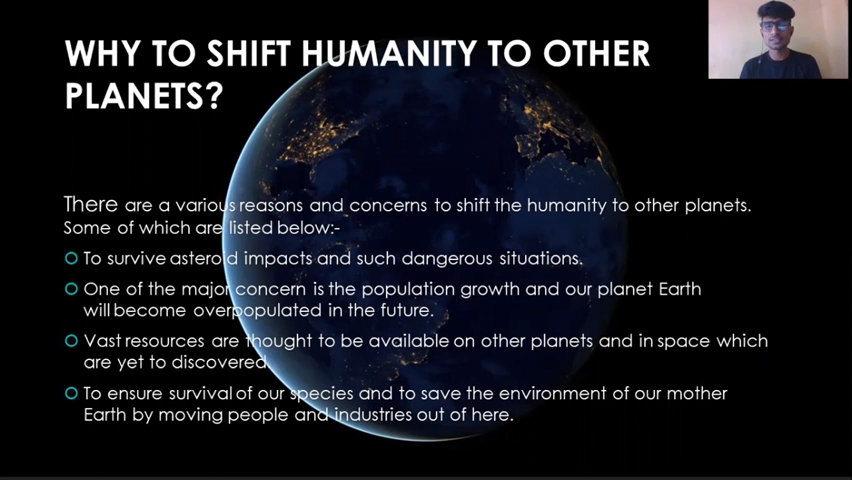 WHY TO SHIFT HUMANITY TO OTHER
PLANETS?
There are a various reasons and concerns to shift the humanity to other planets.
Some of which are listed below:-
To survive asteroid impacts and such dangerous situations.
One of the major concern is the population growth and our planet Earth
will become overpopulated in the future.
Vast resources are thought to be available on other planets and in space which
are yet to discovered
To ensure survival of our species and to save the environment of our mother
Earth by moving people and industries out of here.